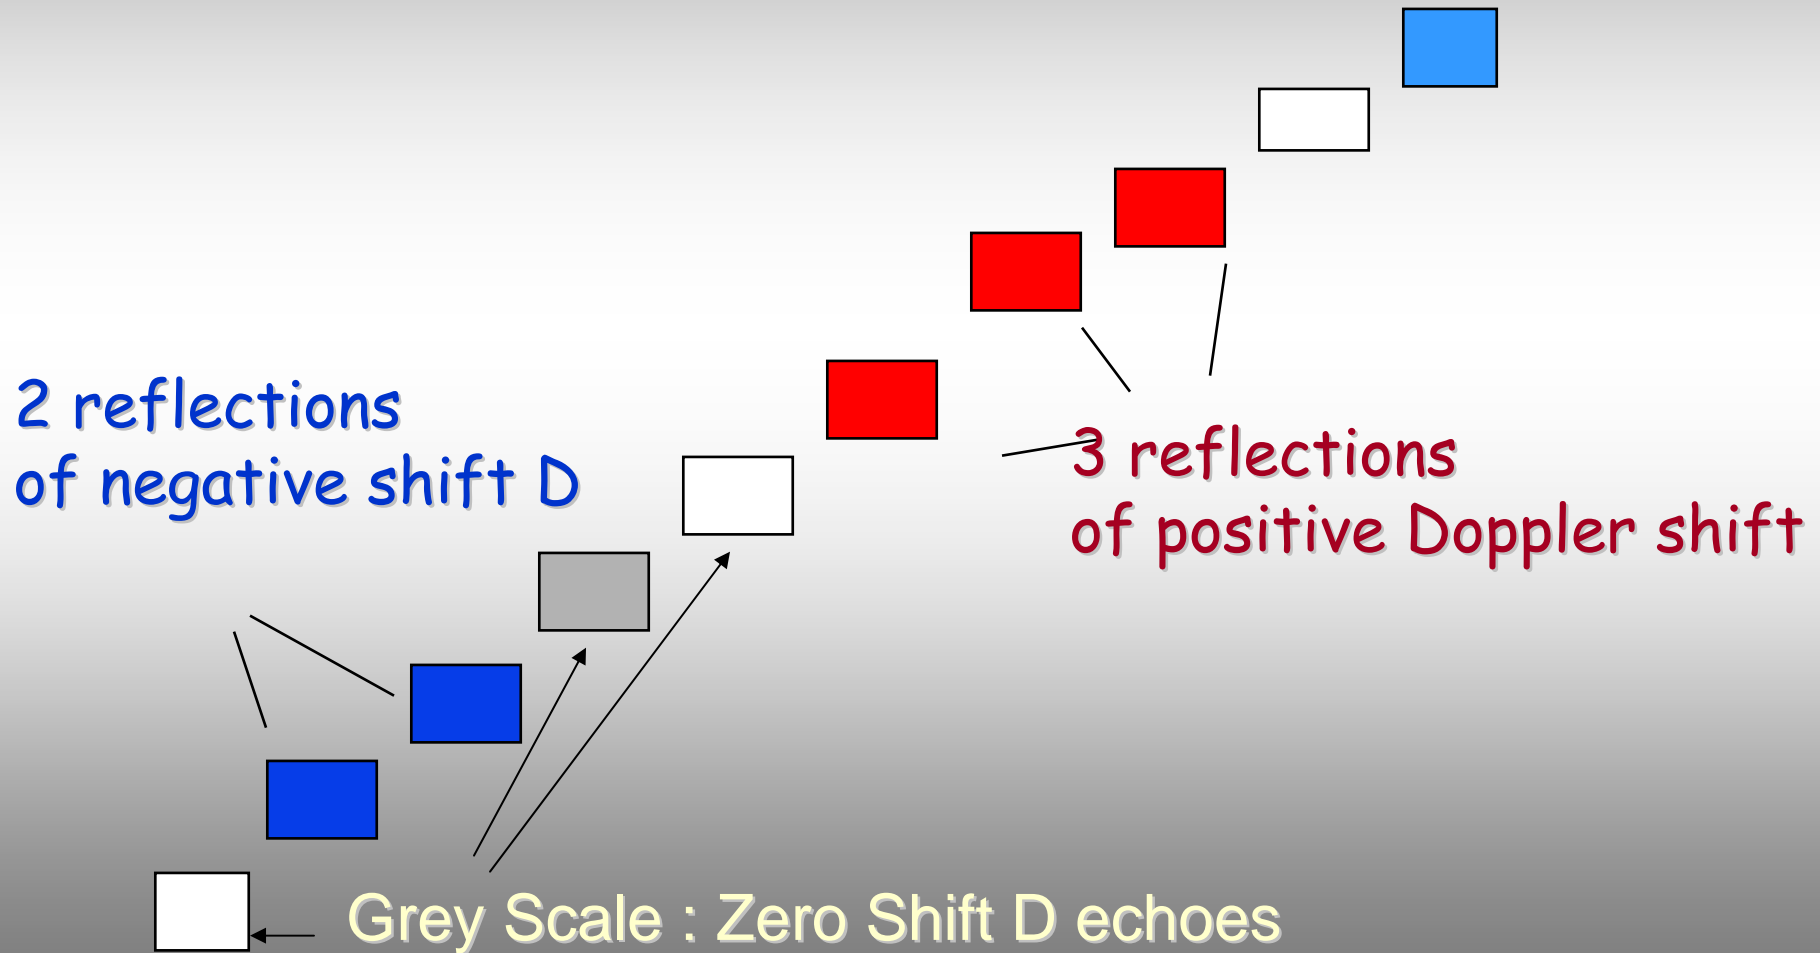 2 reflections
of negative shift D
3 reflections
of positive Doppler shift
Grey Scale : Zero Shift D echoes